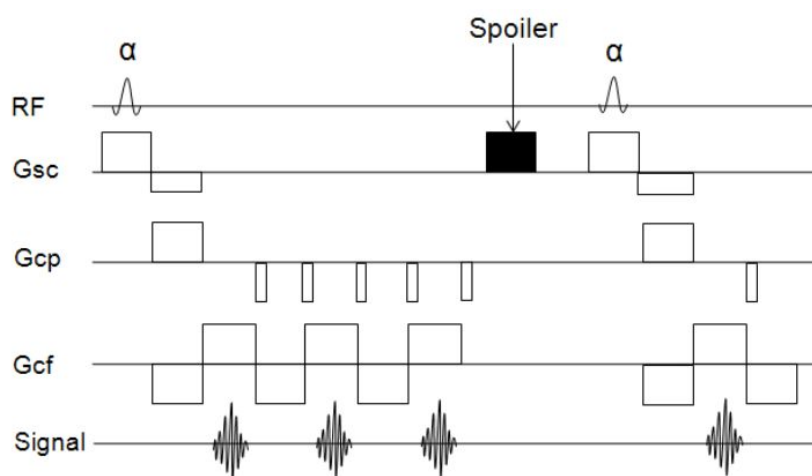 Spoiler
α α
RF
Gsc
Gcp
Gcf
Signal